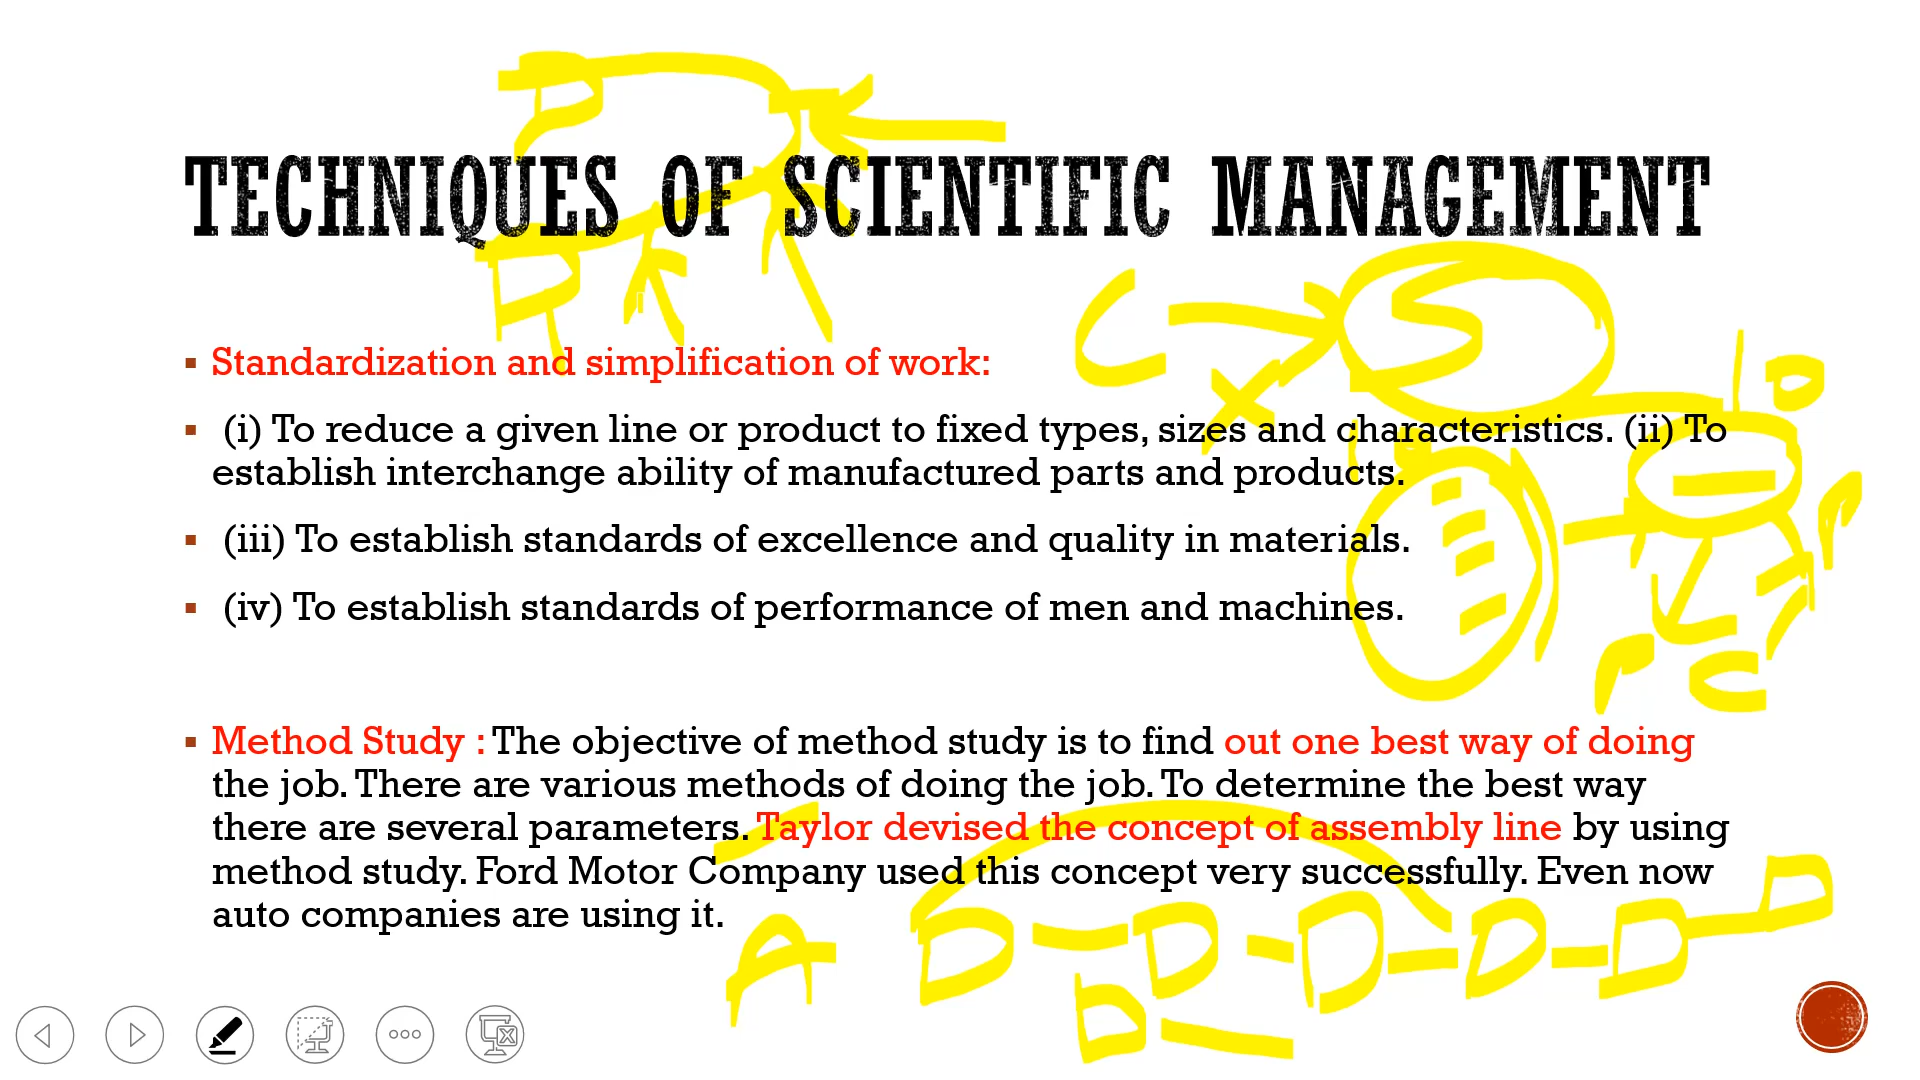 TECHNIQUES OF SCIENTIFIC MANAGEMENT
Standardization and simplification of work:
(i) To reduce a given line or product to fixed types, sizes and characteristics. (ii) To
establish interchange ability of manufactured parts and products.
(iii) To establish standards of excellence and quality in materials.
(iv) To establish standards of performance of men and machines.
Method Study : The objective of method study is to find out one best way of doing
the job. There are various methods of doing the job. To determine the best way
there are several parameters. Taylor devised the concept of assembly line by using
method study. Ford Motor Company used this concept very successfully. Even now
auto companies are using it.